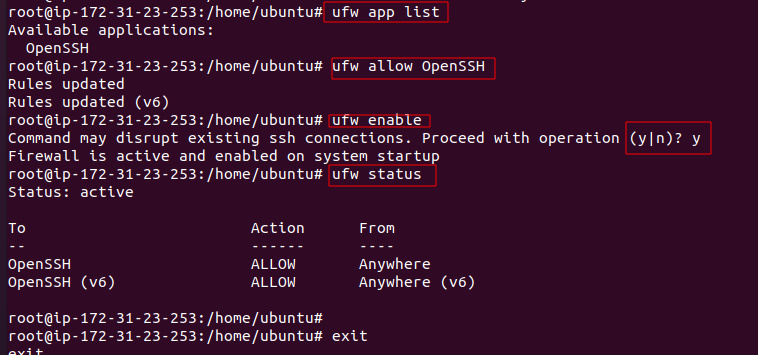 root@ip-172-31-23-253:/home/ubuntu# ufw app list
Available applications:
  OpenSSH
root@ip-172-31-23-253:/home/ubuntu# ufw allow OpenSSH
Rules updated
Rules updated (v6)
root@ip-172-31-23-253:/home/ubuntu# ufw enable
Command may disrupt existing ssh connections. Proceed with operation (y|n)? y
Firewall is active and enabled on system startup
root@ip-172-31-23-253:/home/ubuntu# ufw status
Status: active

To                         Action      From
--                         ------      ----
OpenSSH                    ALLOW       Anywhere
OpenSSH (v6)               ALLOW       Anywhere (v6)

root@ip-172-31-23-253:/home/ubuntu#
root@ip-172-31-23-253:/home/ubuntu# exit
exit